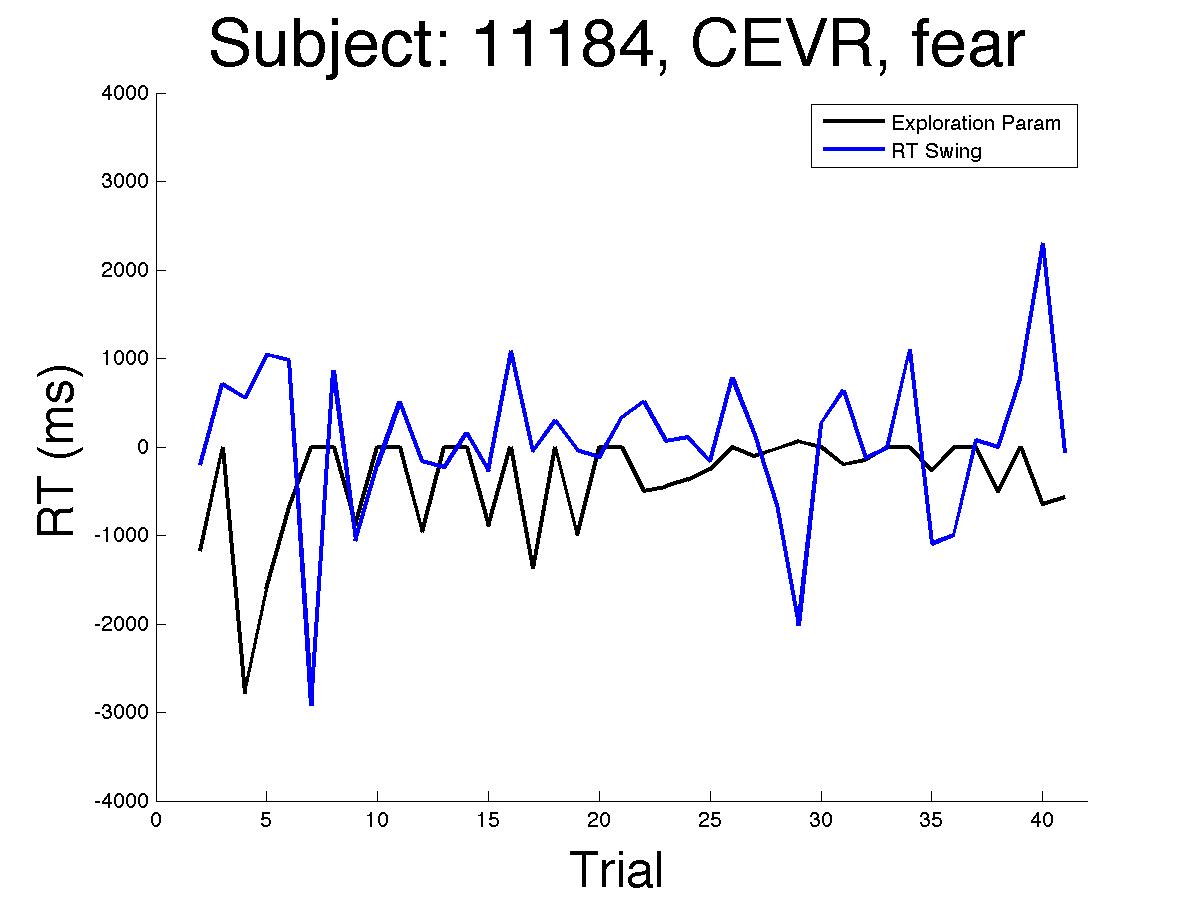 Subject: 11184, CEVR, fear
4000
3000
2000
1000
0
-1000
-2000
-3000
-4000
RT (ms)
Exploration Param
RT Swing
0 5 10 15 20 25 30 35 40
Trial